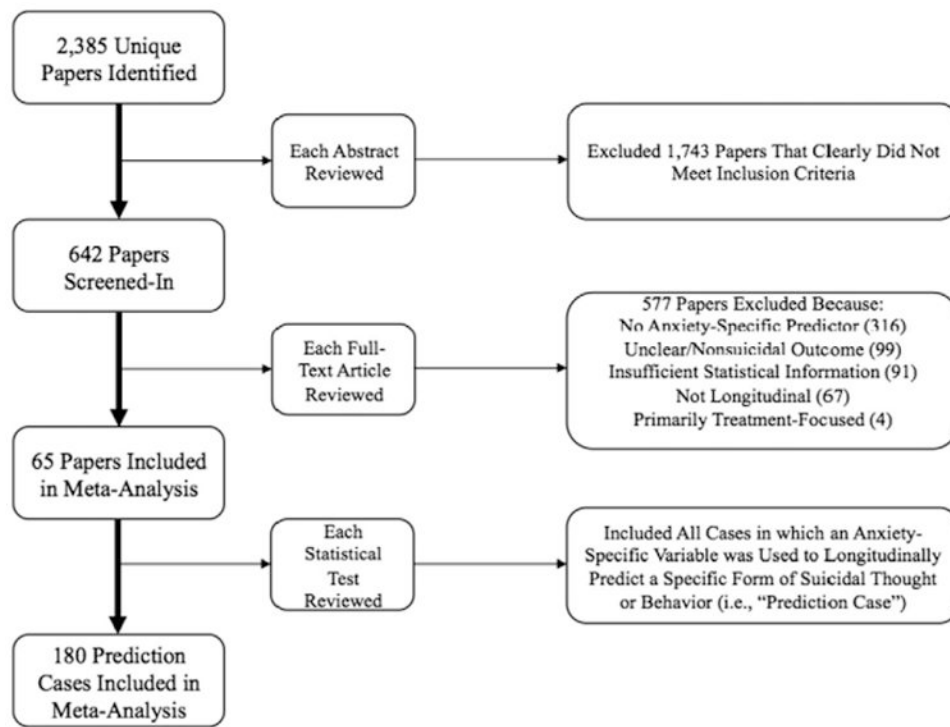 2,385 Unique
Papers Identified
Each Abstract
Reviewed
Excluded 1,743 Papers That Clearly Did Not
Meet Inclusion Criteria
642 Papers
Screened-In
Each Full-
Text Article
Reviewed
577 Papers Excluded Because:
No Anxiety-Specific Predictor (316)
Unclear/Nonsuicidal Outcome (99)
Insufficient Statistical Information (91)
Not Longitudinal (67)
Primarily Treatment-Focused (4)
65 Papers Included
in Meta-Analysis
Each
Statistical
Test
Reviewed
Included All Cases in which an Anxiety-
Specific Variable was Used to Longitudinally
Predict a Specific Form of Suicidal Thought
or Behavior (i.e., “Prediction Case”)
180 Prediction
Cases Included in
Meta-Analysis